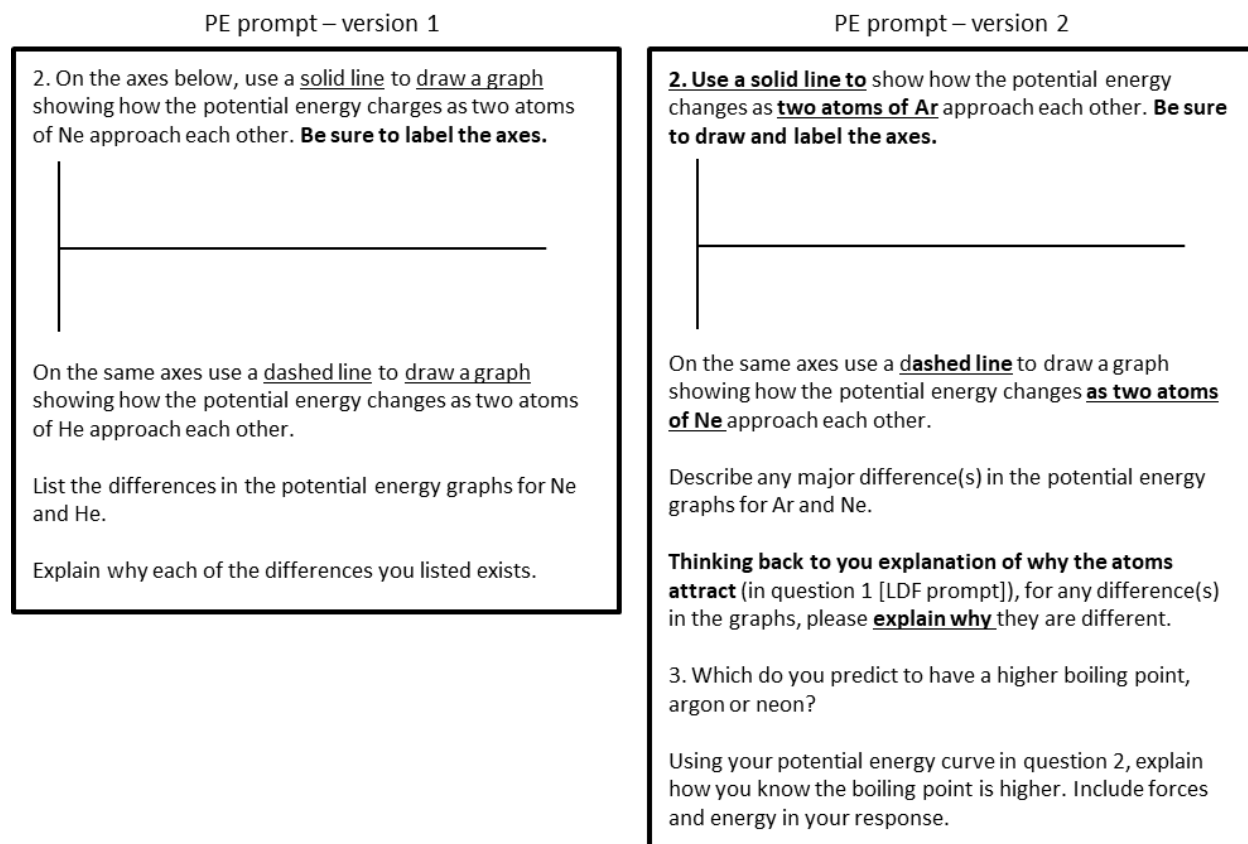 PE prompt – version 1
2. On the axes below, use a solid line to draw a graph
showing how the potential energy charges as two atoms
of Ne approach each other. Be sure to label the axes.
On the same axes use a dashed line to draw a graph
showing how the potential energy changes as two atoms
of He approach each other.
List the differences in the potential energy graphs for Ne
and He.
Explain why each of the differences you listed exists.
PE prompt – version 2
2. Use a solid line to show how the potential energy
changes as two atoms of Ar approach each other. Be sure
to draw and label the axes.
On the same axes use a dashed line to draw a graph
showing how the potential energy changes as two atoms
of Ne approach each other.
Describe any major difference(s) in the potential energy
graphs for Ar and Ne.
Thinking back to you explanation of why the atoms
attract (in question 1 [LDF prompt]), for any difference(s)
in the graphs, please explain why they are different.
3. Which do you predict to have a higher boiling point,
argon or neon?
Using your potential energy curve in question 2, explain
how you know the boiling point is higher. Include forces
and energy in your response.